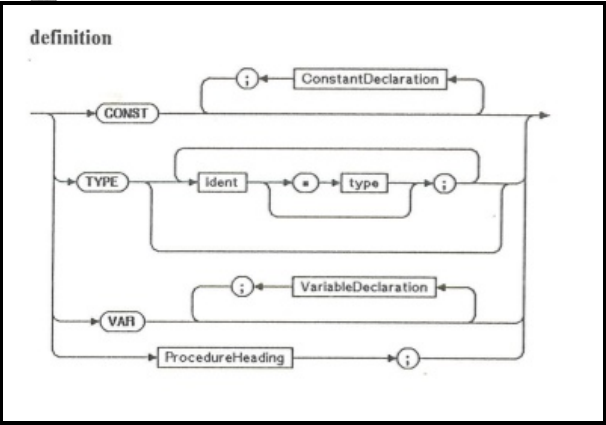 definition
; ConstantDeclaration
CONST
TYPE ident = type ;
; VariableDeclaration
VAR
ProcedureHeading ;